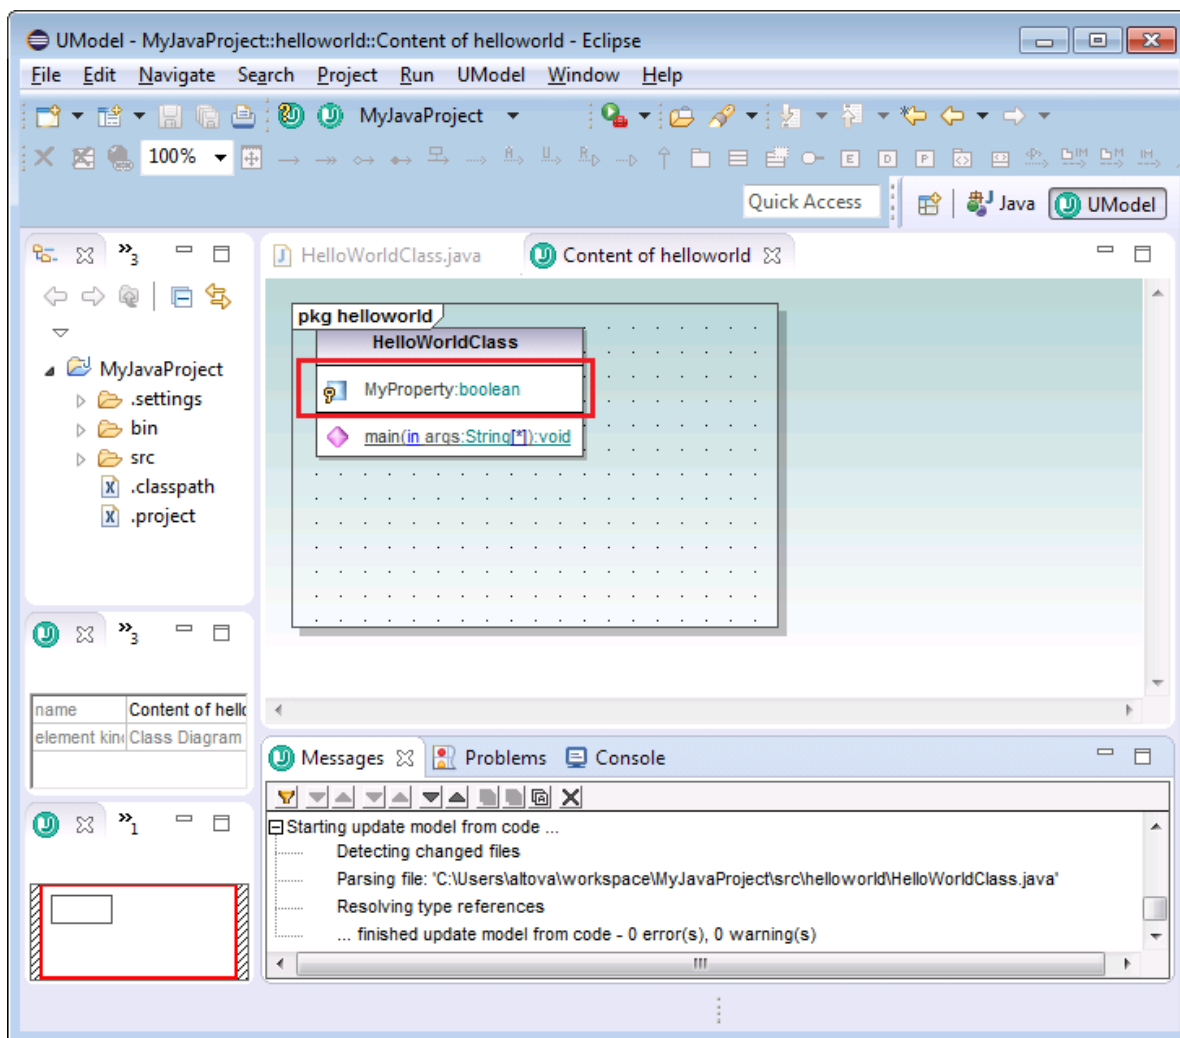 UModel - MyJavaProject::helloworld::Content of helloworld - Eclipse
File Edit Navigate Search Project Run UModel Window Help
MyJavaProject
100%
Quick Access Java UModel
»3
HelloWorldClass.java Content of helloworld
MyJavaProject
.settings
bin
src
.classpath
.project
pkg helloworld
HelloWorldClass
MyProperty:boolean
main(in args:String[*]):void
»3
name Content of hello
element kin Class Diagram
Messages Problems Console
»1
Starting update model from code ...
Detecting changed files
Parsing file: 'C:\Users\altova\workspace\MyJavaProject\src\helloworld\HelloWorldClass.java'
Resolving type references
... finished update model from code - 0 error(s), 0 warning(s)